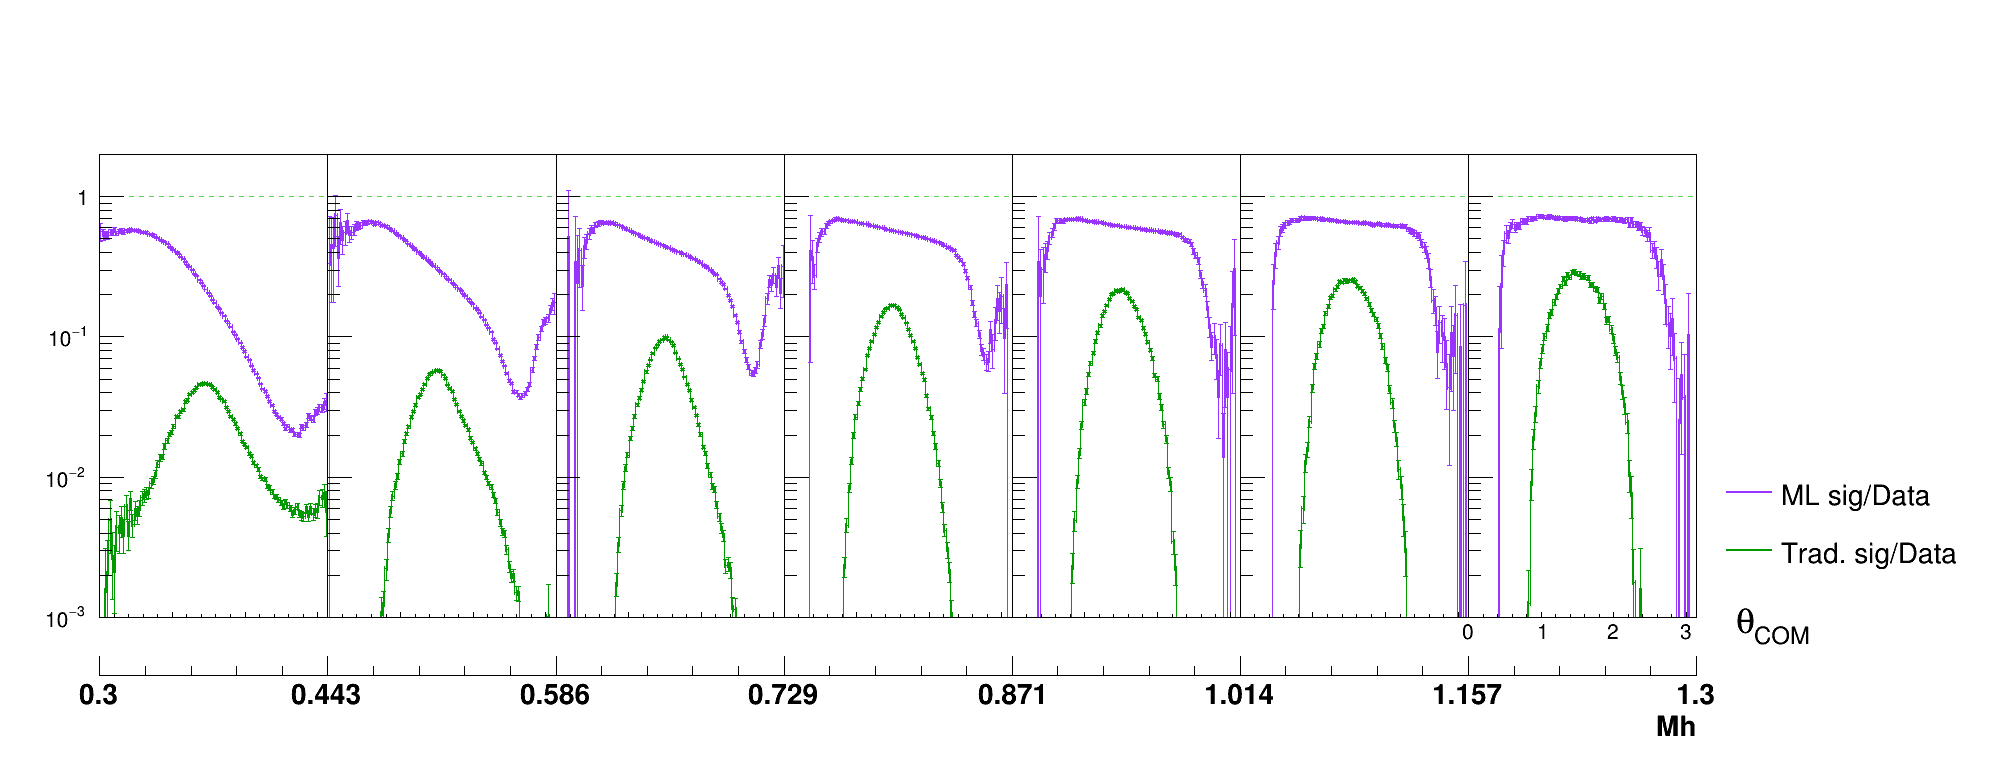 1
10⁻¹
10⁻²
10⁻³
ML sig/Data
Trad. sig/Data
0 1 2 3
θCOM
0.3 0.443 0.586 0.729 0.871 1.014 1.157 1.3
Mh